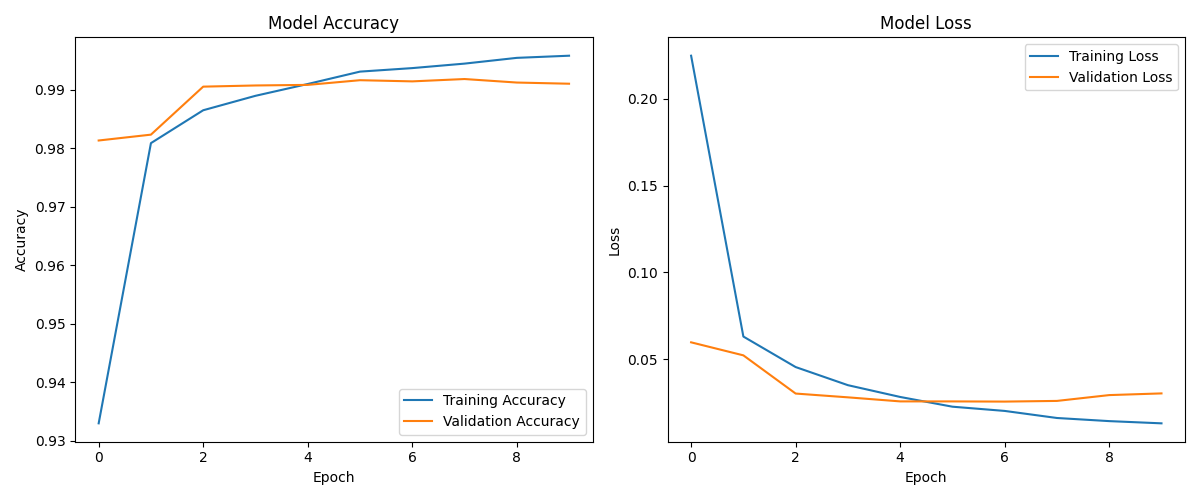 Model Accuracy
Accuracy
0.99
0.98
0.97
0.96
0.95
0.94
0.93
0 2 4 6 8
Epoch
Training Accuracy
Validation Accuracy
Model Loss
Loss
0.20
0.15
0.10
0.05
0 2 4 6 8
Epoch
Training Loss
Validation Loss